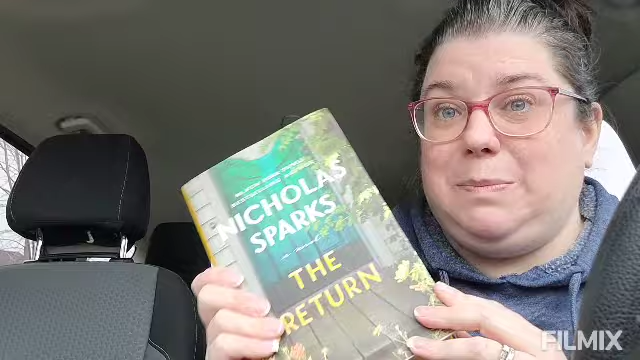 NICHOLAS
SPARKS
THE
RETURN
FILMIX